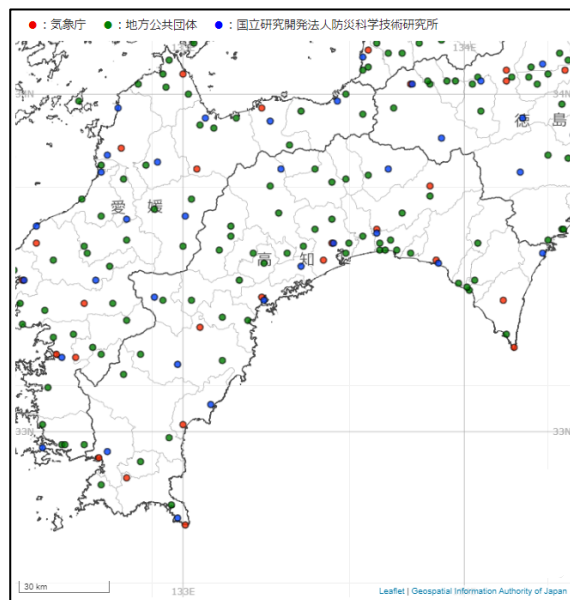 ● : 気象庁 ● : 地方公共団体 ● : 国立研究開発法人防災科学技術研究所
133E 134E
34N 34N
徳 島
愛 媛
高 知
33N 33N
30 km
133E 134E
Leaflet | Geospatial Information Authority of Japan